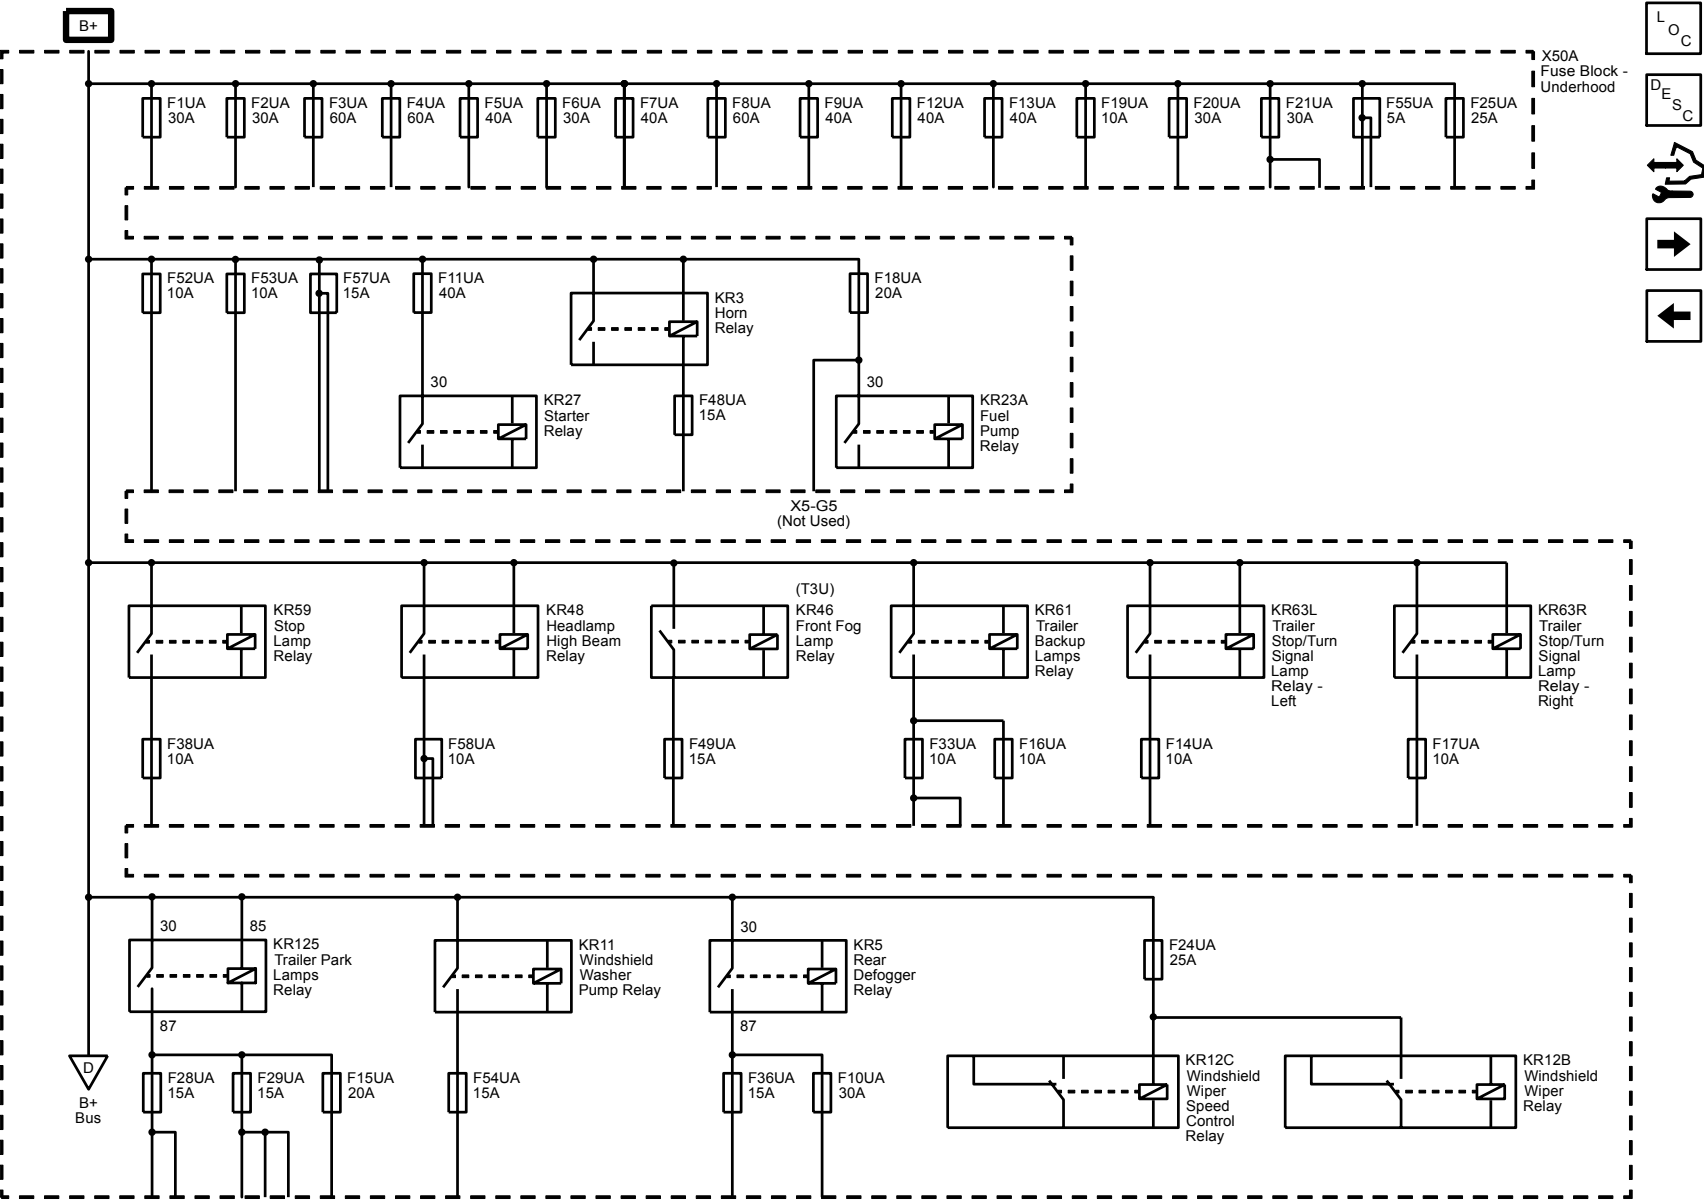 B+
L
O
C
D
E
S
C
X50A
Fuse Block -
Underhood
F1UA
30A
F2UA
30A
F3UA
60A
F4UA
60A
F5UA
40A
F6UA
30A
F7UA
40A
F8UA
60A
F9UA
40A
F12UA
40A
F13UA
40A
F19UA
10A
F20UA
30A
F21UA
30A
F55UA
5A
F25UA
25A
F52UA
10A
F53UA
10A
F57UA
15A
F11UA
40A
KR3
Horn
Relay
F18UA
20A
30
KR27
Starter
Relay
F48UA
15A
30
KR23A
Fuel
Pump
Relay
X5-G5
(Not Used)
KR59
Stop
Lamp
Relay
KR48
Headlamp
High Beam
Relay
(T3U)
KR46
Front Fog
Lamp
Relay
KR61
Trailer
Backup
Lamps
Relay
KR63L
Trailer
Stop/Turn
Signal
Lamp
Relay -
Left
KR63R
Trailer
Stop/Turn
Signal
Lamp
Relay -
Right
F38UA
10A
F58UA
10A
F49UA
15A
F33UA
10A
F16UA
10A
F14UA
10A
F17UA
10A
30
85
KR125
Trailer Park
Lamps
Relay
87
KR11
Windshield
Washer
Pump Relay
30
KR5
Rear
Defogger
Relay
87
F24UA
25A
D
B+
Bus
F28UA
15A
F29UA
15A
F15UA
20A
F54UA
15A
F36UA
15A
F10UA
30A
KR12C
Windshield
Wiper
Speed
Control
Relay
KR12B
Windshield
Wiper
Relay